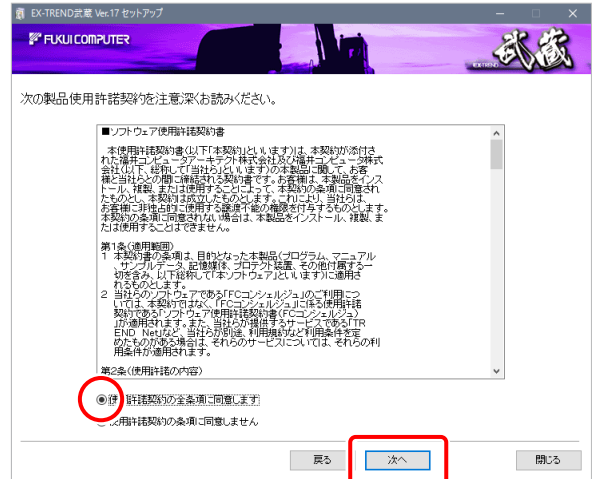 EX-TREND武蔵 Ver.17 セットアップ
FUKUI COMPUTER
EX-TREND 武蔵
次の製品使用許諾契約を注意深くお読みください。
■ソフトウェア使用許諾契約書
本使用許諾契約書(以下「本契約」といいます)は、本契約が添付さ
れた福井コンピュータアーキテクト株式会社及び福井コンピュータ株式
会社(以下、総称して「当社ら」といいます)の本製品に関して、お客
様と当社らとの間に締結される契約書です。お客様は、本製品をインス
トール、複製、または使用することによって、本契約の条項に同意され
たものとし、本契約は成立したものとします。これにより、当社らは、
お客様に非独占的に使用する譲渡不能の権限を付与するものとします。
本契約の条項に同意されない場合は、本製品をインストール、複製、ま
たは使用することはできません。
第1条(適用範囲)
1 本契約書の条項は、目的となった本製品(プログラム、マニュアル
、サンプルデータ、記憶媒体、プロテクト装置、その他付属する一
切を含み、以下総称して「本ソフトウェア」といいます)に適用さ
れるものとします。
2 当社らのソフトウェアである「FCコンシェルジュ」のご利用につ
いては、本契約ではなく、「FCコンシェルジュ」に係る使用許諾
契約である「ソフトウェア使用許諾契約書(FCコンシェルジュ)
」が適用されます。また、当社らが提供するサービスである「TR
END Net」など、当社らが別途、利用規約など利用条件を定
めたものがある場合は、それらのサービスについては、それらの利
用条件が適用されます。
第2条(使用許諾の内容)
使用許諾契約の全条項に同意します
使用許諾契約の条項に同意しません
戻る 次へ 閉じる